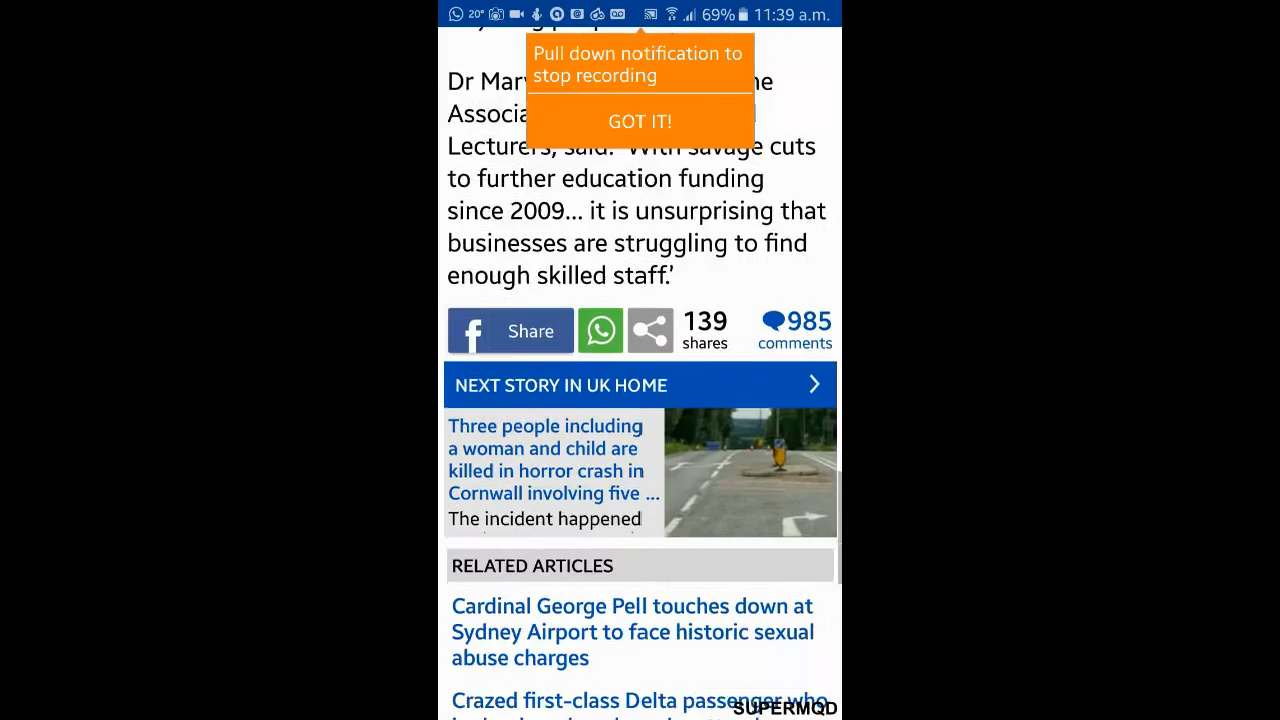 20° 69% 11:39 a.m.
Pull down notification to
stop recording
GOT IT!
Dr Mar
Associa
Lecturers, said: 'With savage cuts
to further education funding
since 2009... it is unsurprising that
businesses are struggling to find
enough skilled staff.'
f Share
139
shares
985
comments
NEXT STORY IN UK HOME
Three people including
a woman and child are
killed in horror crash in
Cornwall involving five ...
The incident happened
RELATED ARTICLES
Cardinal George Pell touches down at
Sydney Airport to face historic sexual
abuse charges
Crazed first-class Delta passenger who
SUPERMQD